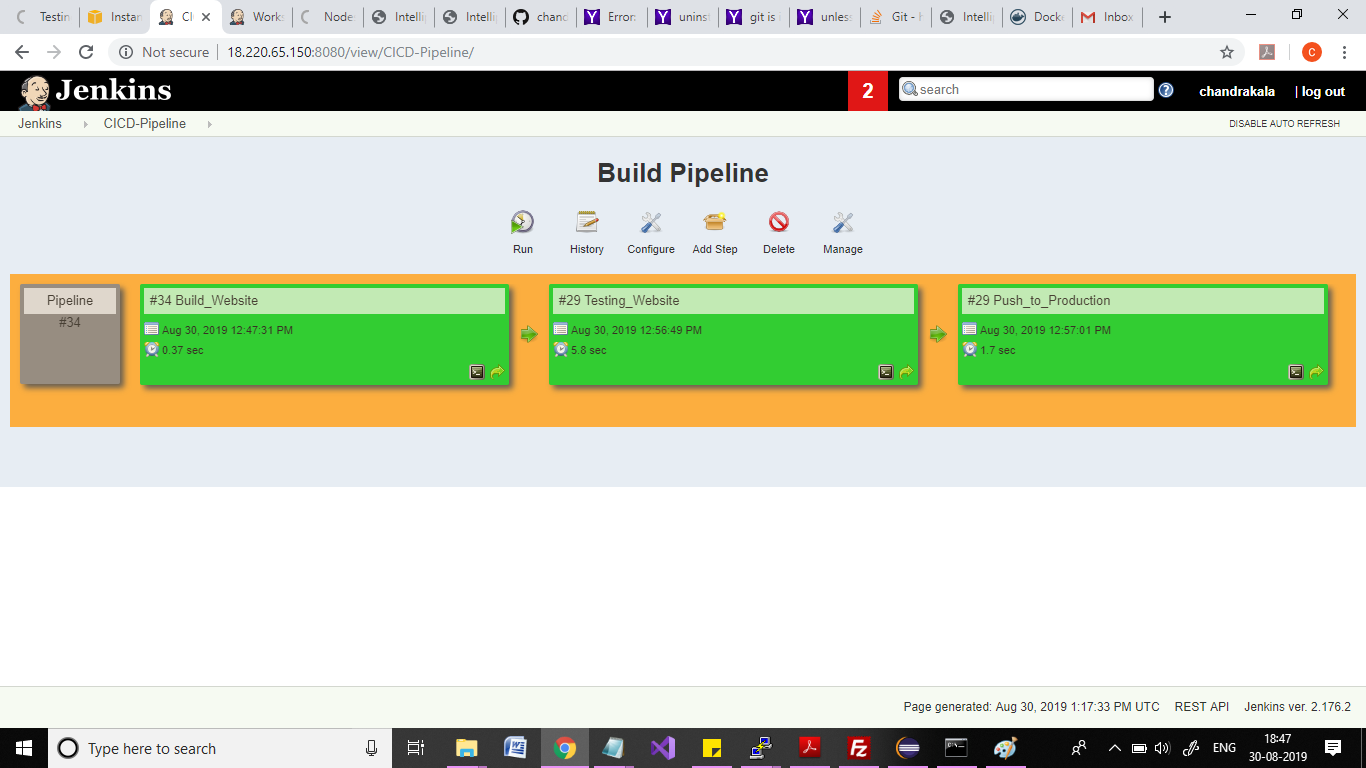 Testin Instan CI Works Node: Intellip Intellip chand Error: uninst git is i unless Git - h Intellip Docke Inbox
Not secure 18.220.65.150:8080/view/CICD-Pipeline/ C
Jenkins 2 search chandrakala | log out
Jenkins CICD-Pipeline DISABLE AUTO REFRESH
Build Pipeline
Run History Configure Add Step Delete Manage
Pipeline
#34
#34 Build_Website
Aug 30, 2019 12:47:31 PM
0.37 sec
#29 Testing_Website
Aug 30, 2019 12:56:49 PM
5.8 sec
#29 Push_to_Production
Aug 30, 2019 12:57:01 PM
1.7 sec
Page generated: Aug 30, 2019 1:17:33 PM UTC REST API Jenkins ver. 2.176.2
Type here to search ENG 18:47
30-08-2019